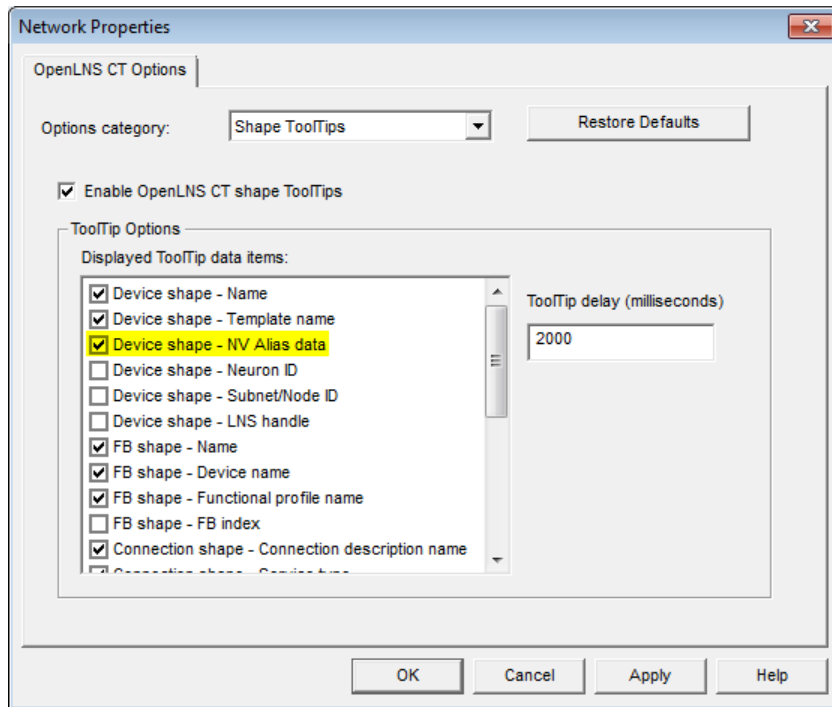 Network Properties
OpenLNS CT Options
Options category:
Shape ToolTips
Restore Defaults
Enable OpenLNS CT shape ToolTips
ToolTip Options
Displayed ToolTip data items:
Device shape - Name
Device shape - Template name
Device shape - NV Alias data
Device shape - Neuron ID
Device shape - Subnet/Node ID
Device shape - LNS handle
FB shape - Name
FB shape - Device name
FB shape - Functional profile name
FB shape - FB index
Connection shape - Connection description name
Connection shape - Service type
ToolTip delay (milliseconds)
2000
OK
Cancel
Apply
Help